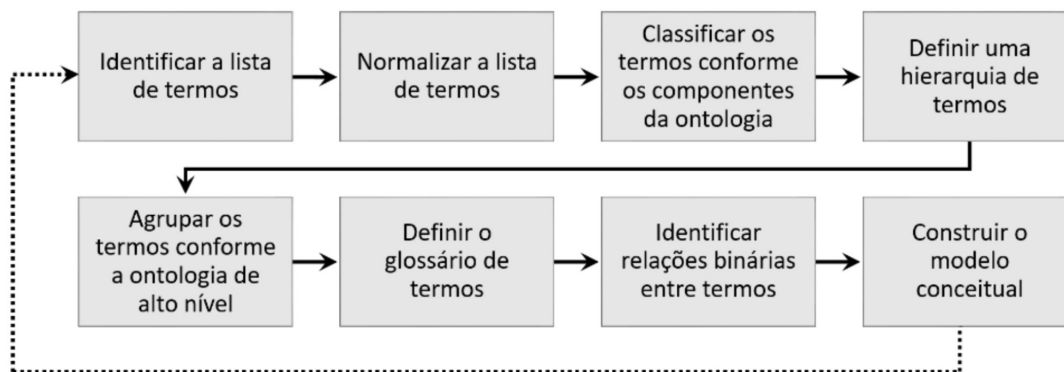 Identificar a lista
de termos
Normalizar a lista
de termos
Classificar os
termos conforme
os componentes
da ontologia
Definir uma
hierarquia de
termos
Agrupar os
termos conforme
a ontologia de
alto nível
Definir o
glossário de
termos
Identificar
relações binárias
entre termos
Construir o
modelo
conceitual